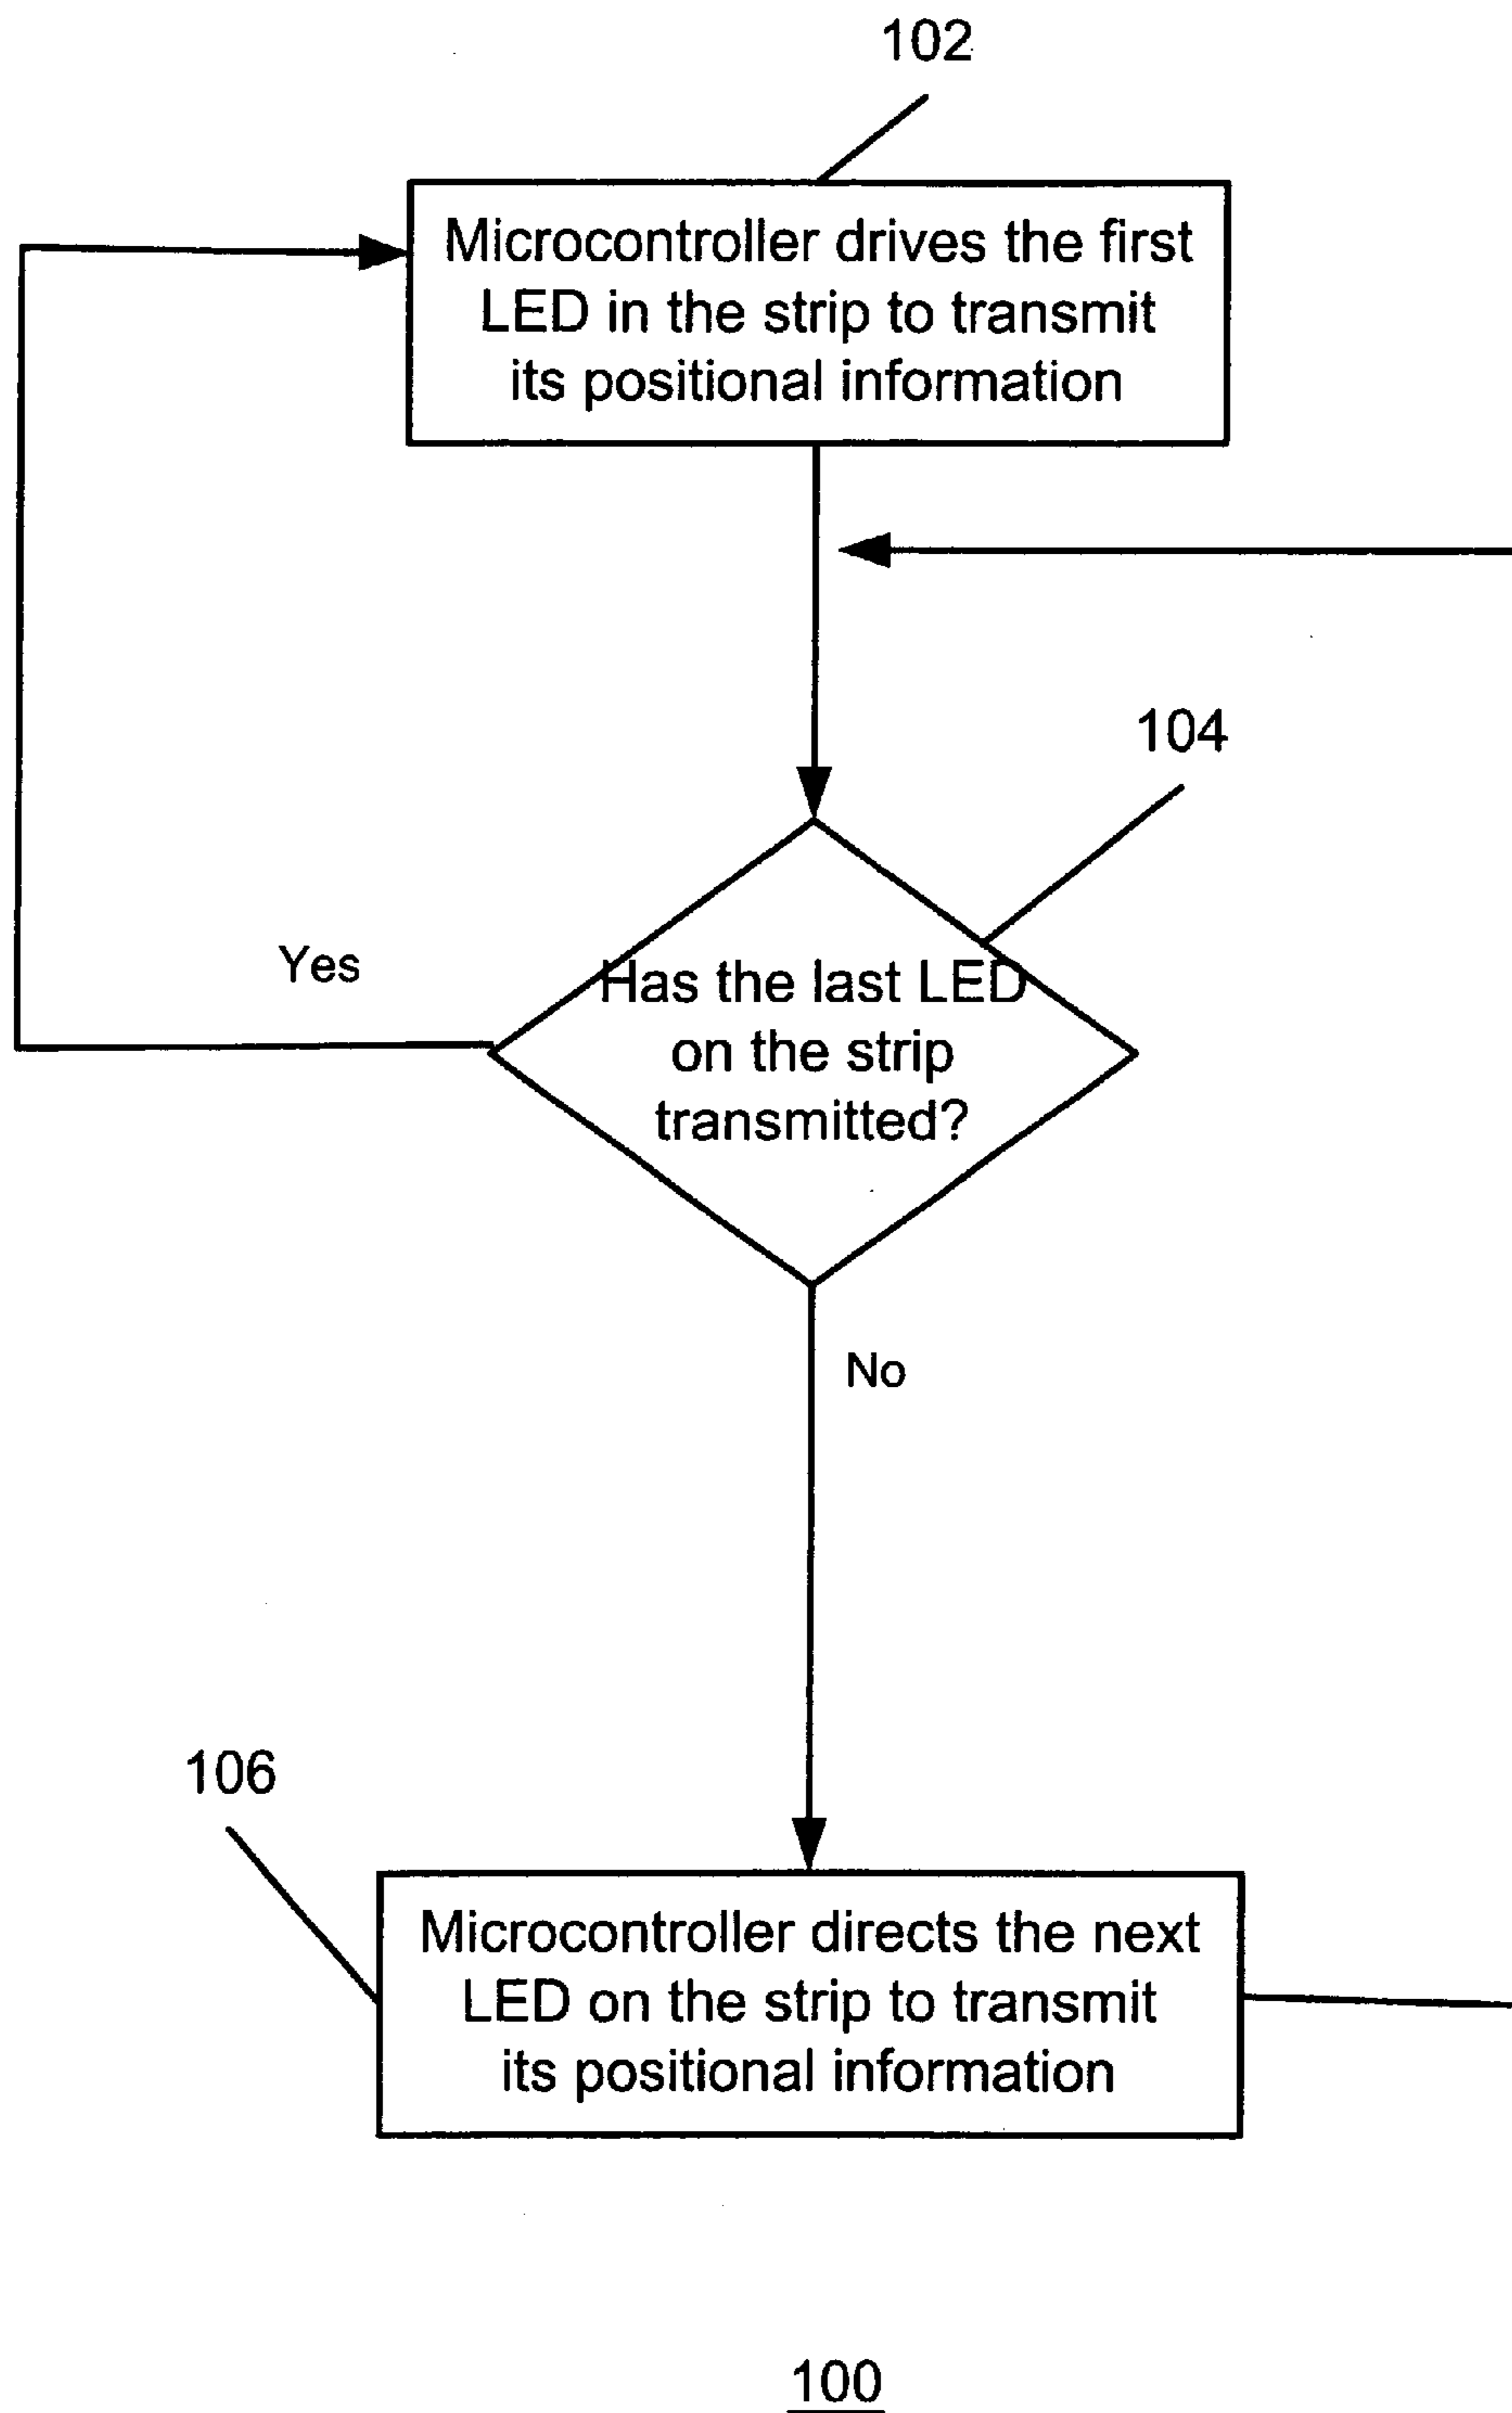 102
Microcontroller drives the first
LED in the strip to transmit
its positional information
104
Yes
Has the last LED
on the strip
transmitted?
No
106
Microcontroller directs the next
LED on the strip to transmit
its positional information
100